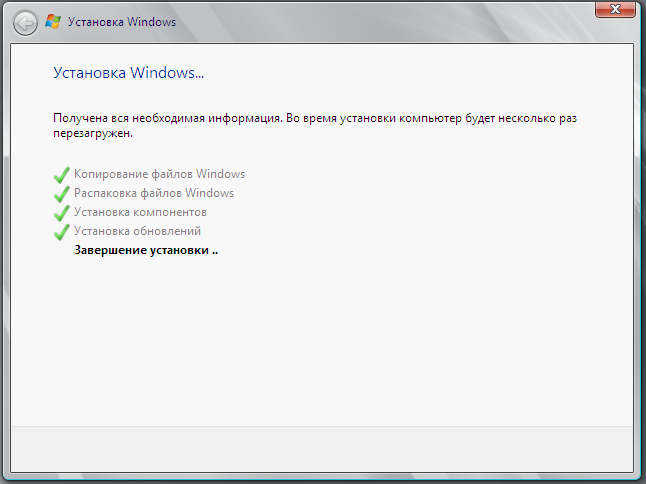 Установка Windows
Установка Windows...
Получена вся необходимая информация. Во время установки компьютер будет несколько раз
перезагружен.
Копирование файлов Windows
Распаковка файлов Windows
Установка компонентов
Установка обновлений
Завершение установки ..